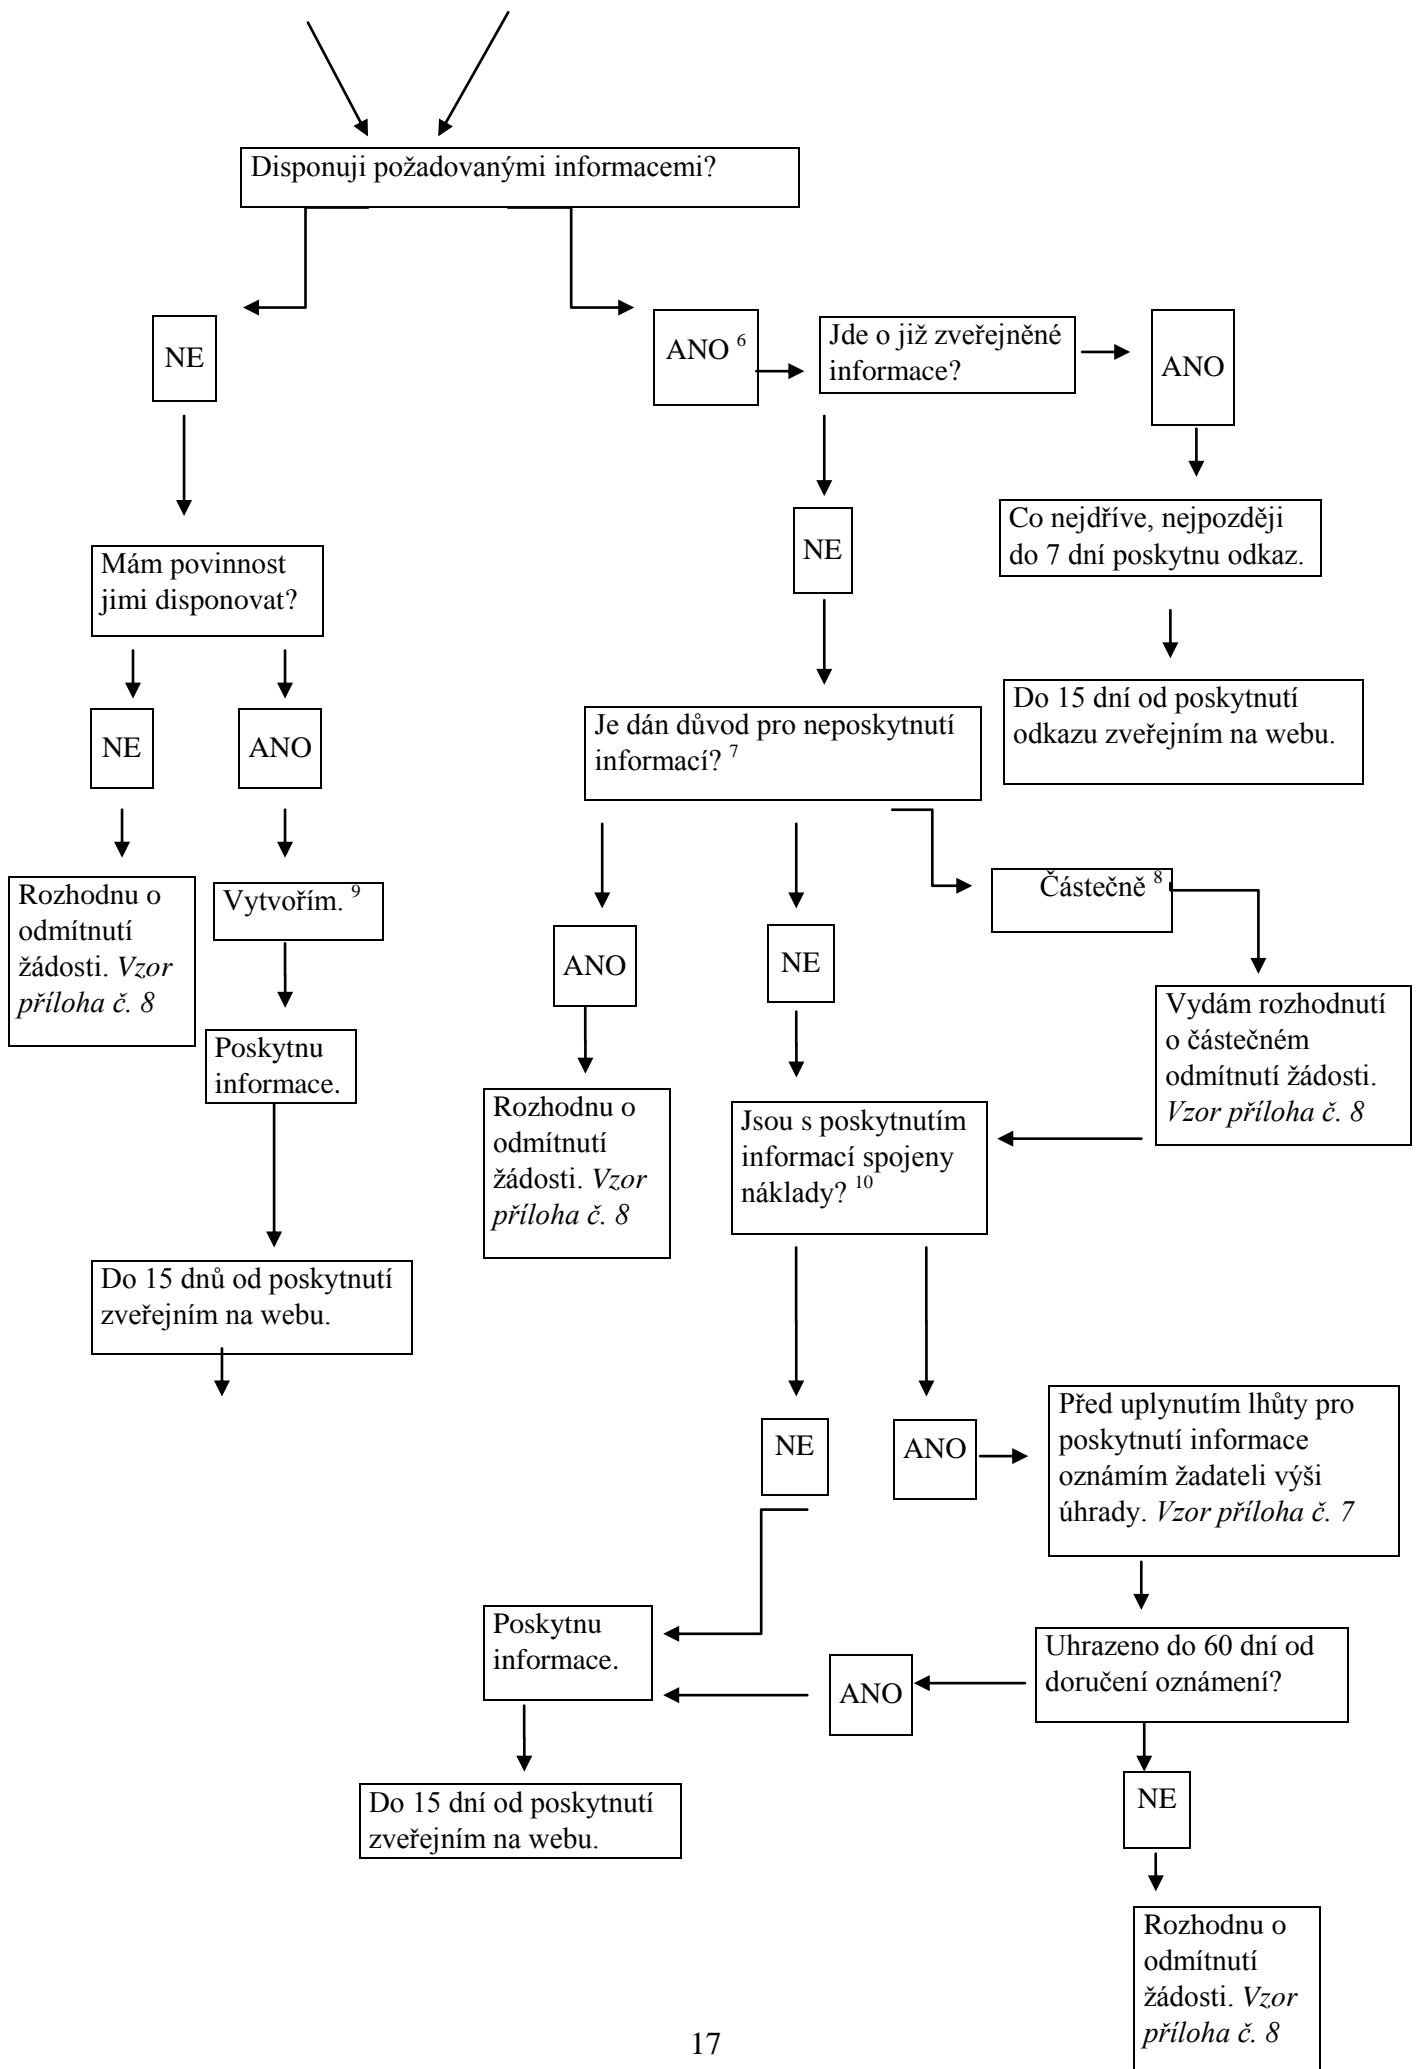 Disponuji požadovanými informacemi?
NE
ANO 6
Jde o již zveřejněné
informace?
ANO
NE
Co nejdříve, nejpozději
do 7 dní poskytnu odkaz.
Mám povinnost
jimi disponovat?
Do 15 dní od poskytnutí
odkazu zveřejním na webu.
Je dán důvod pro neposkytnutí
informací? 7
NE
ANO
Rozhodnu o
odmítnutí
žádosti. Vzor
příloha č. 8
Vytvořím. 9
Částečně 8
ANO
NE
Vydám rozhodnutí
o částečném
odmítnutí žádosti.
Vzor příloha č. 8
Poskytnu
informace.
Rozhodnu o
odmítnutí
žádosti. Vzor
příloha č. 8
Jsou s poskytnutím
informací spojeny
náklady? 10
Do 15 dnů od poskytnutí
zveřejním na webu.
NE
ANO
Před uplynutím lhůty pro
poskytnutí informace
oznámím žadateli výši
úhrady. Vzor příloha č. 7
Poskytnu
informace.
ANO
Uhrazeno do 60 dní od
doručení oznámení?
Do 15 dní od poskytnutí
zveřejním na webu.
NE
Rozhodnu o
odmítnutí
žádosti. Vzor
příloha č. 8
17